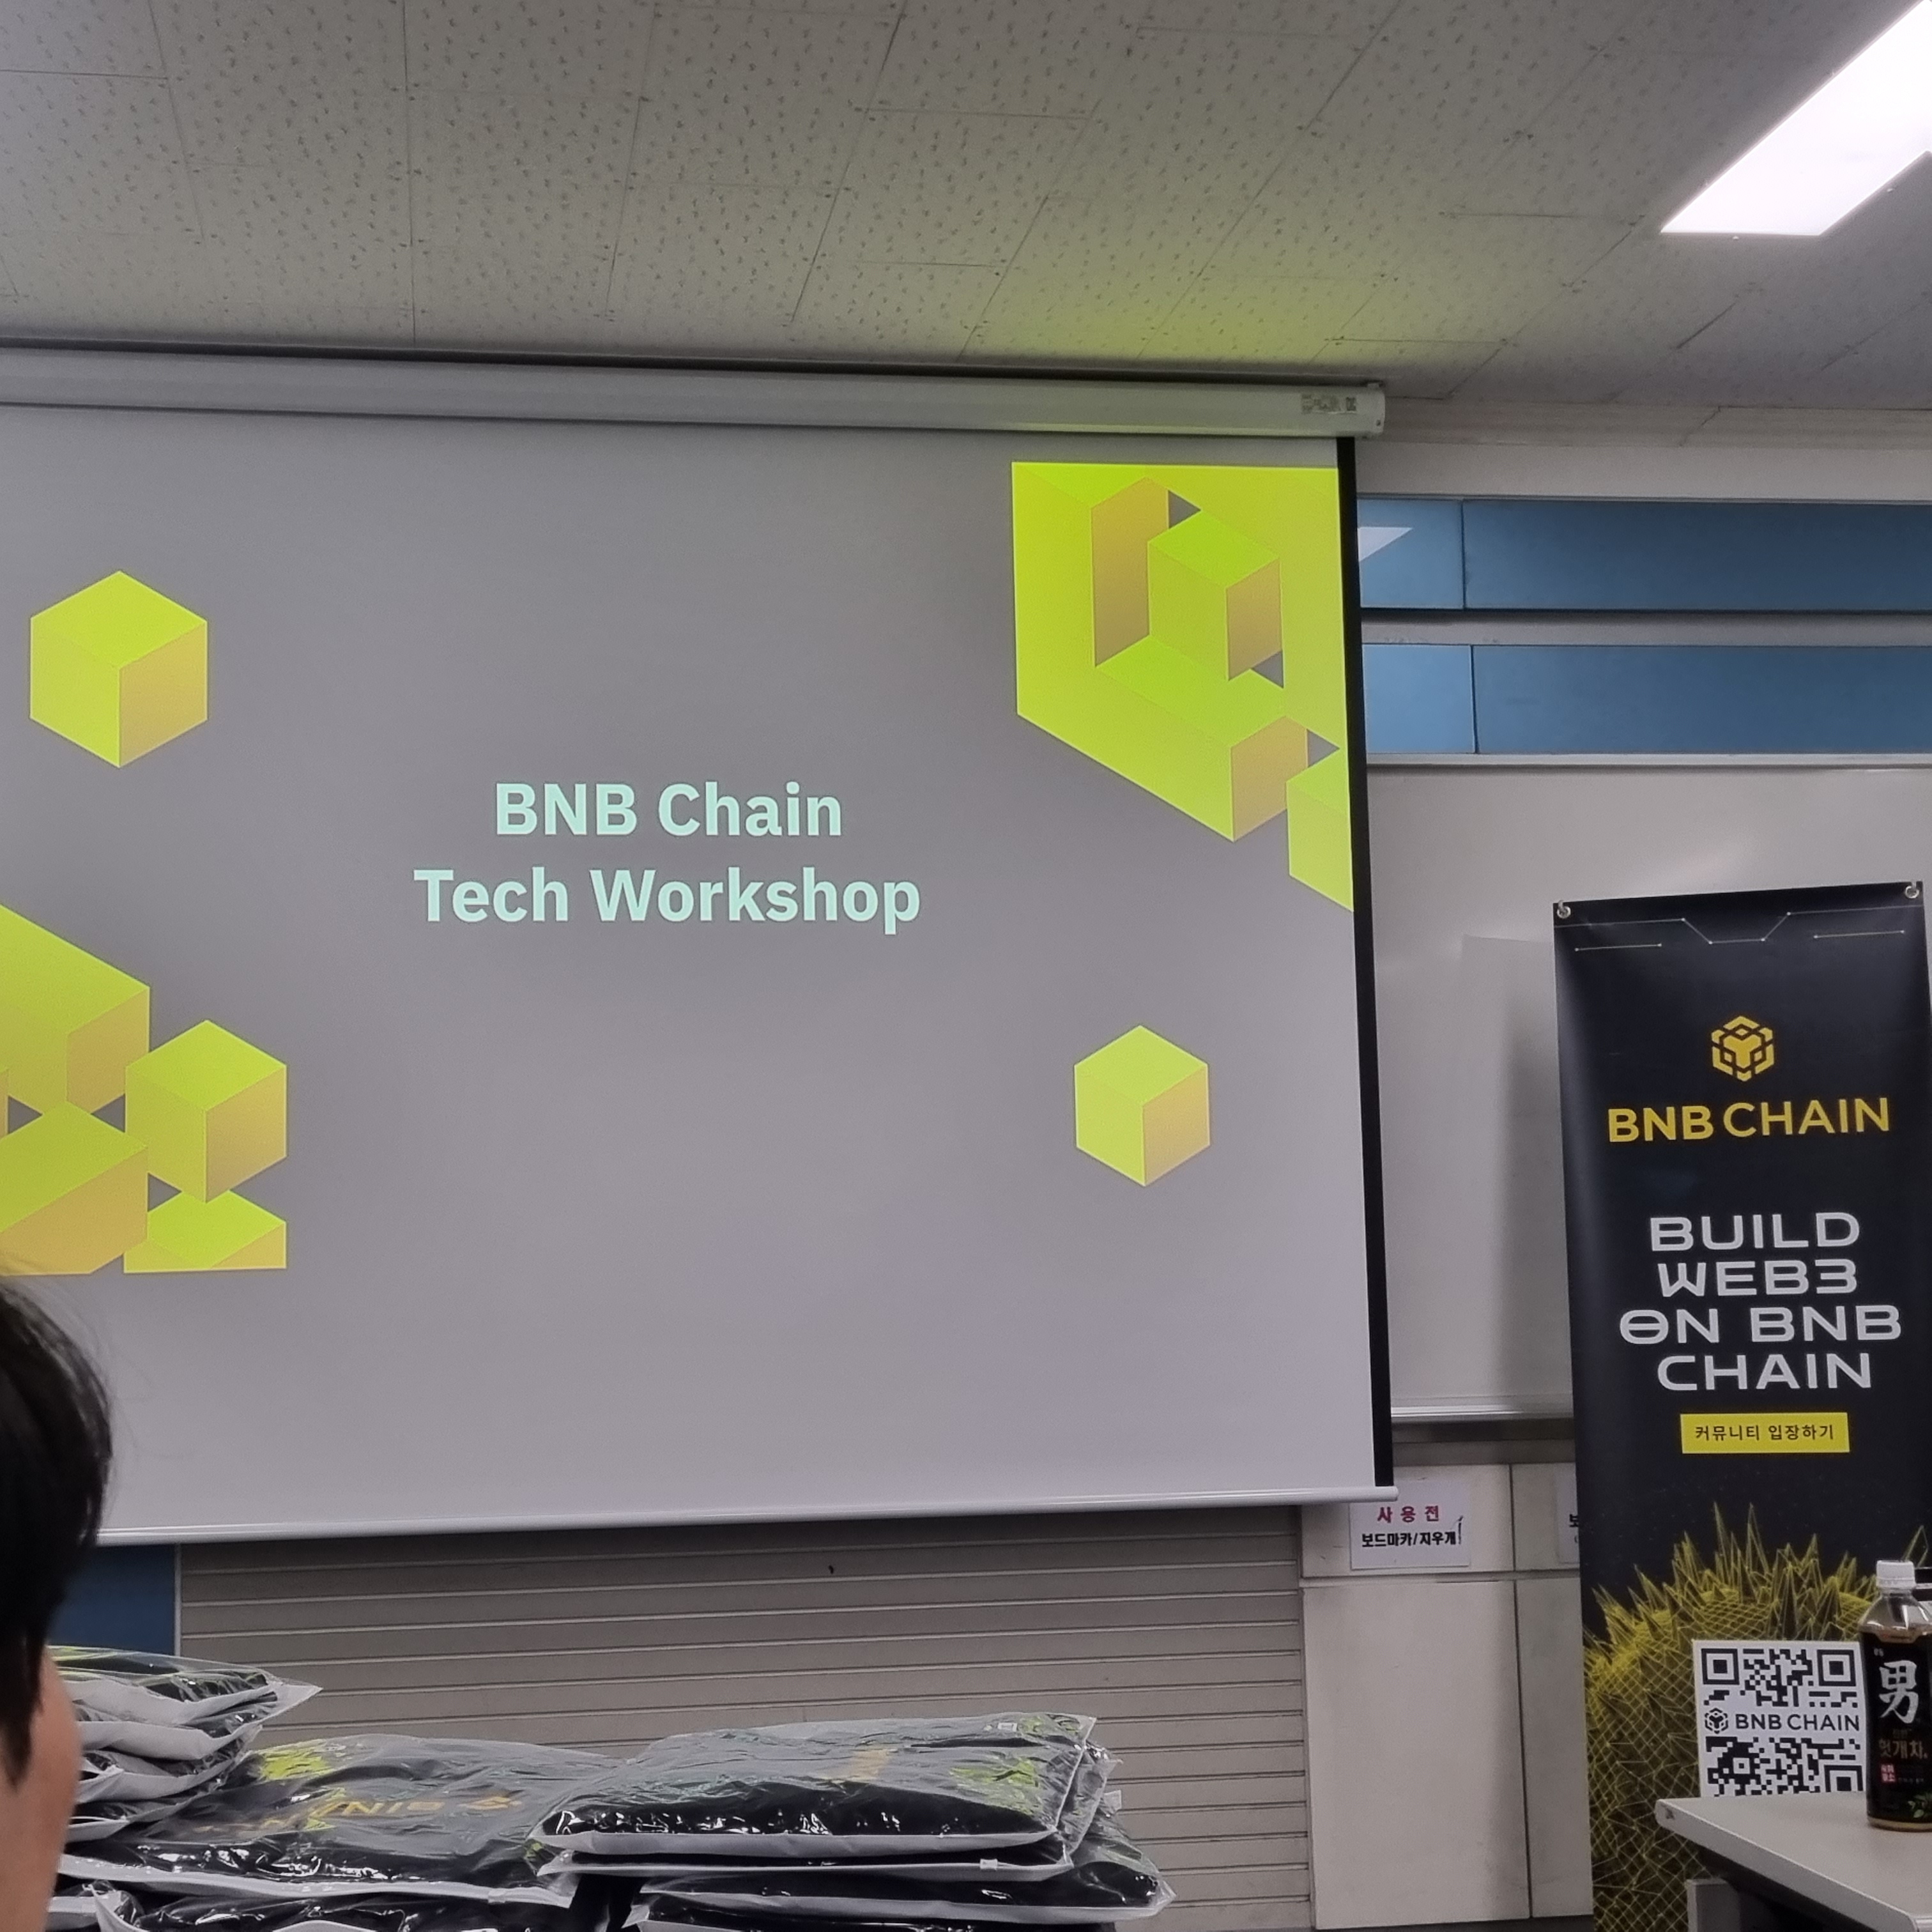 BNB Chain
Tech Workshop
BNB CHAIN
BUILD
WEB3
ON BNB
CHAIN
커뮤니티 입장하기
사용전
보드마카/지우개
BNB CHAIN
男
헛개차